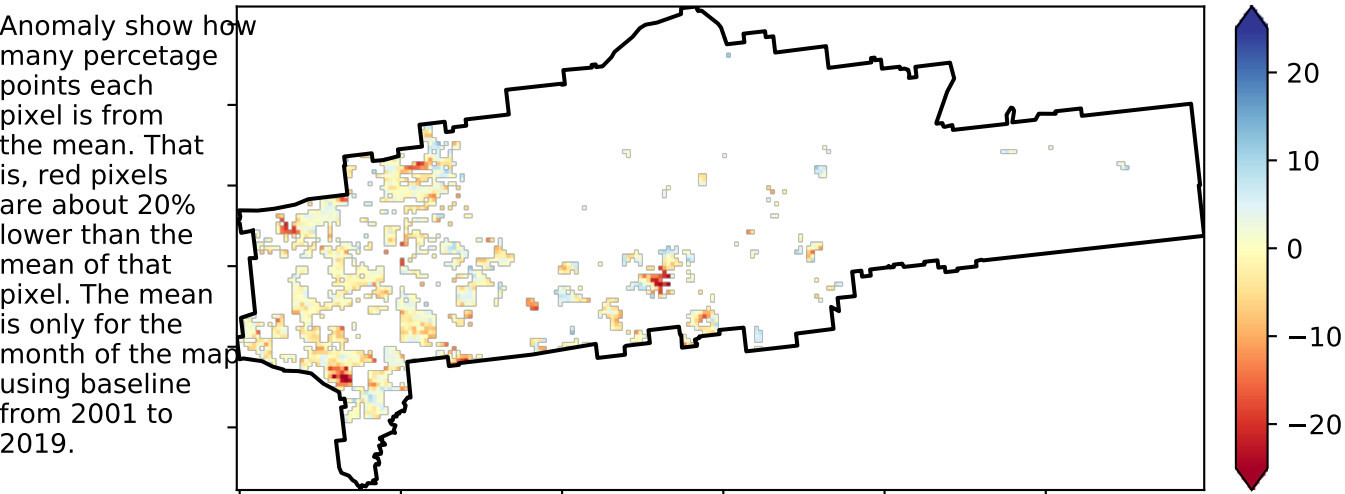 Anomaly show how
many percetage
points each
pixel is from
the mean. That
is, red pixels
are about 20%
lower than the
mean of that
pixel. The mean
is only for the
month of the map
using baseline
from 2001 to
2019.
20
10
0
−10
−20